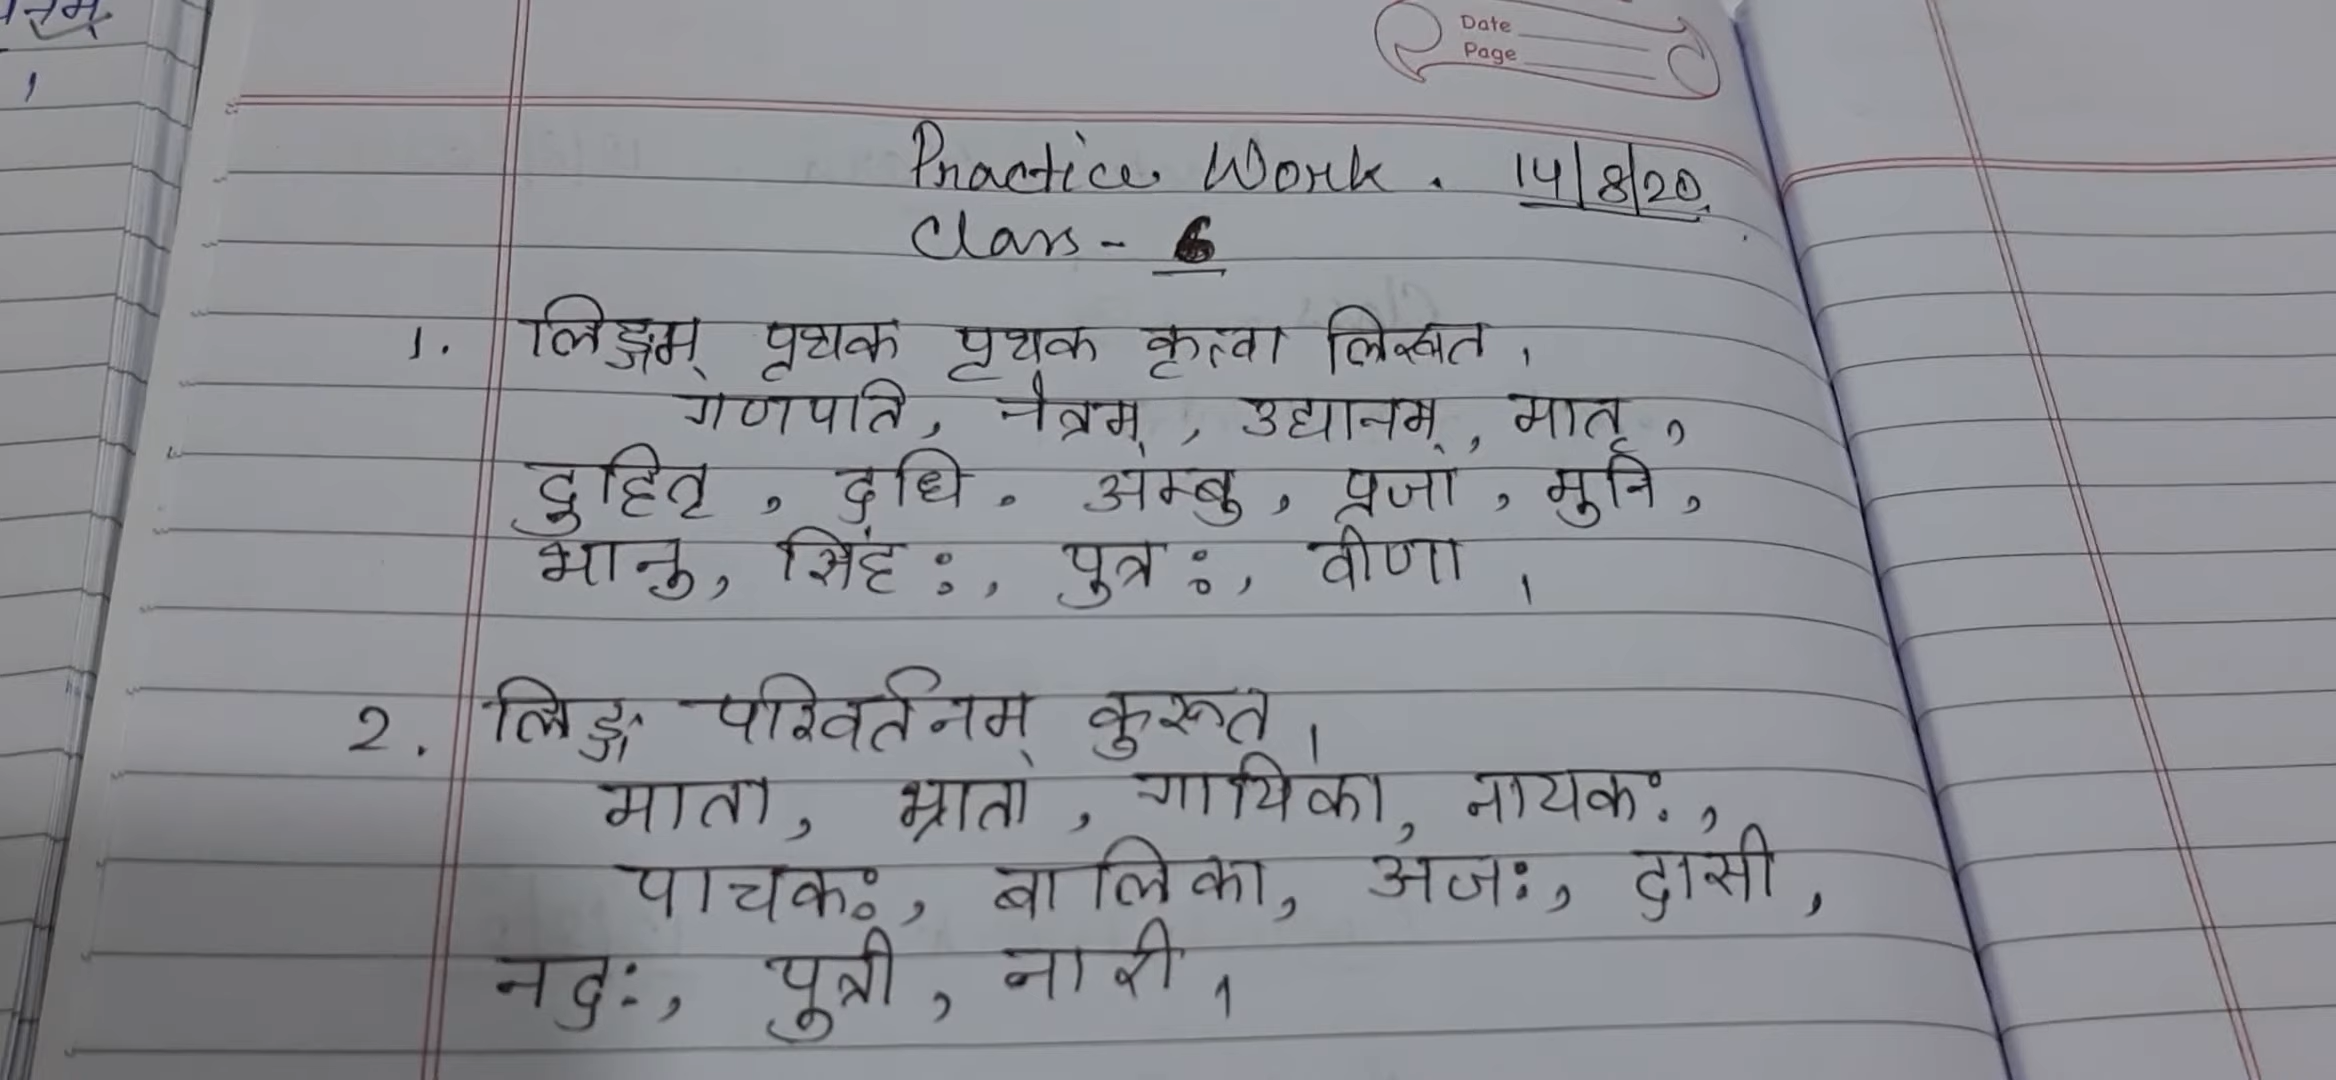 Date
Page
Practice Work. 14/8/20.
Class - 6
1. लिङ्गम् पृथक पृथक कृत्वा लिखत ।
गणपति, नेत्रम्, उद्यानम्, मातृ,
दुहितृ, दधि, अम्बु, प्रजा, मुनि,
भानु, सिंहः, पुत्रः, वीणा ।
2. लिङ्ग परिवर्तनम् कुरूत ।
माता, भ्राता, गायिका, नायकः,
पाचकः, बालिका, अजः, दासी,
नदः, पुत्री, नारी ।